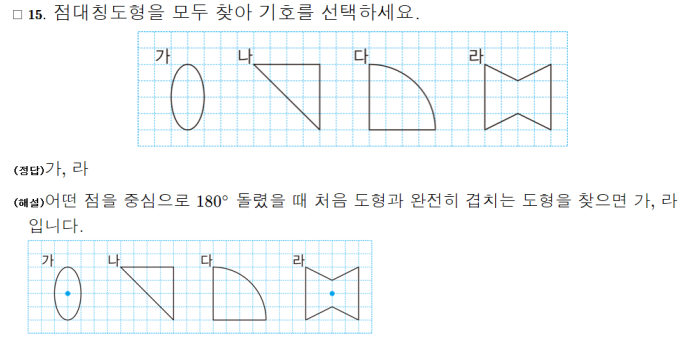 □ 15. 점대칭도형을 모두 찾아 기호를 선택하세요.
가 나 다 라
(정답)가, 라
(해설)어떤 점을 중심으로 180° 돌렸을 때 처음 도형과 완전히 겹치는 도형을 찾으면 가, 라
입니다.
가 나 다 라